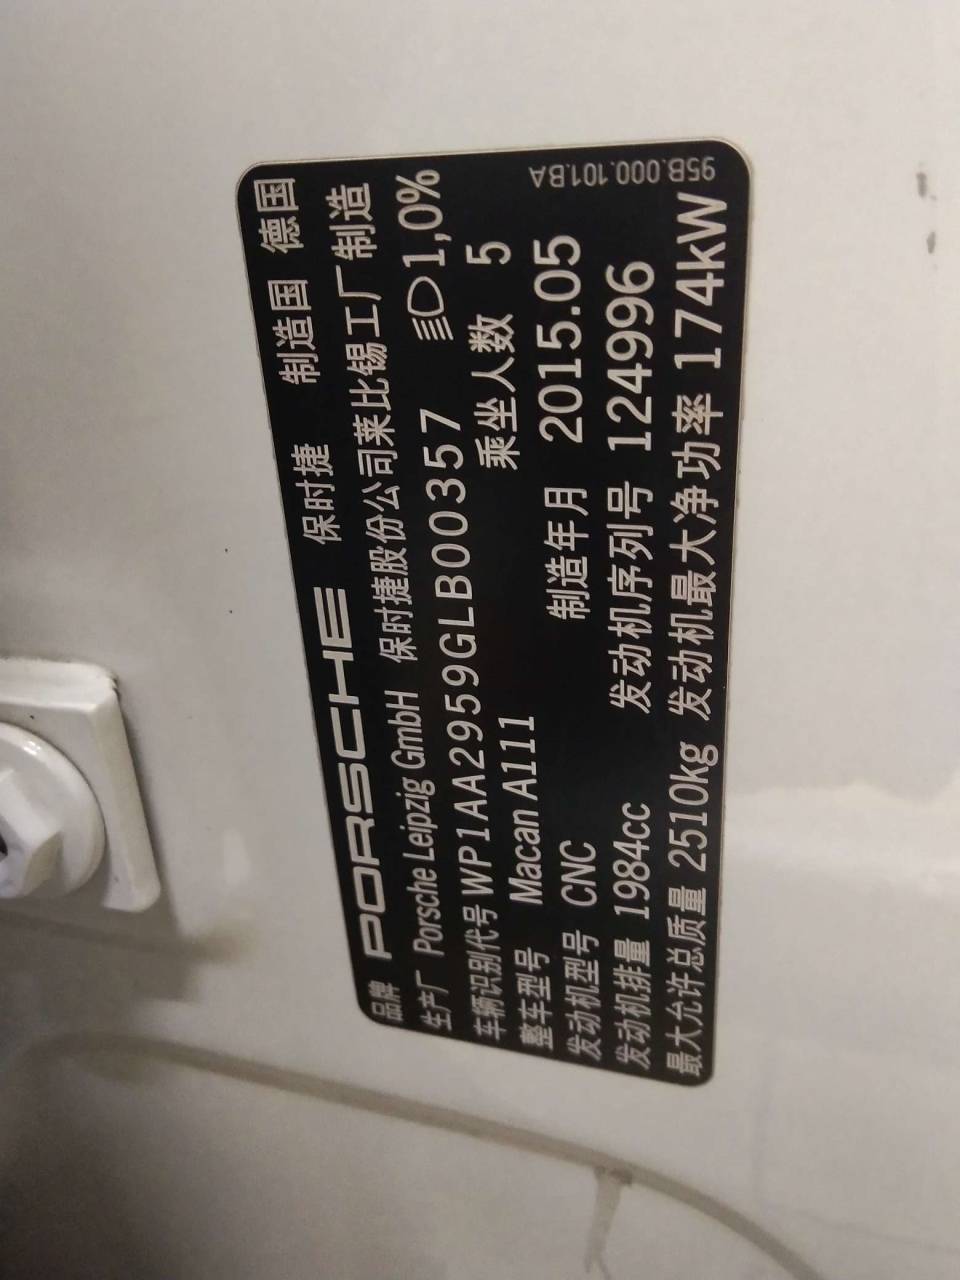 品牌 PORSCHE 保时捷 制造国 德国
生产厂 Porsche Leipzig GmbH 保时捷股份公司莱比锡工厂制造
车辆识别代号 WP1AA2959GLB00357 1,0%
整车型号 Macan A111 乘坐人数 5
发动机型号 CNC 制造年月 2015.05
发动机排量 1984cc 发动机序列号 124996
最大允许总质量 2510kg 发动机最大净功率 174kW
95B.000.101.BA